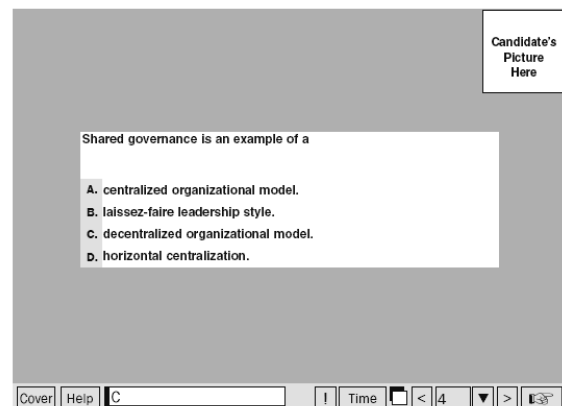 Candidate's
Picture
Here
Shared governance is an example of a
A. centralized organizational model.
B. laissez-faire leadership style.
C. decentralized organizational model.
D. horizontal centralization.
Cover Help C ! Time < 4 ▼ >